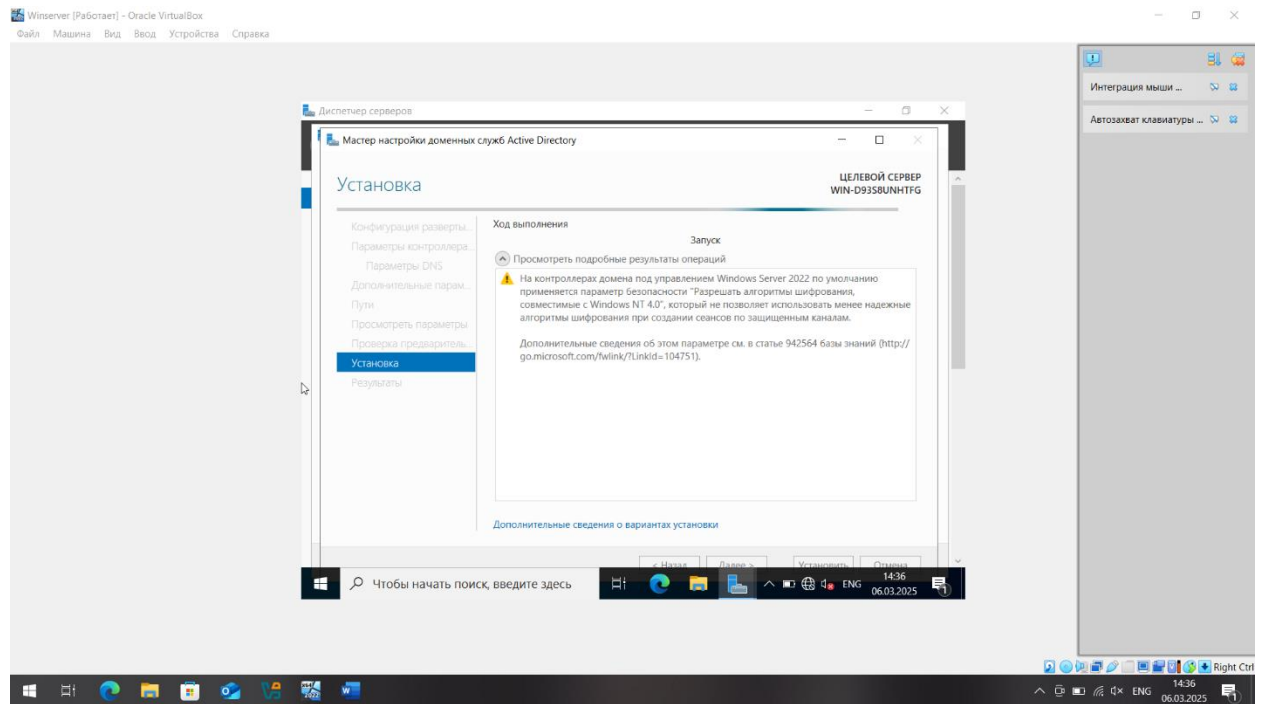 Winserver [Работает] - Oracle VirtualBox
Файл Машина Вид Ввод Устройства Справка
Интеграция мыши ...
Автозахват клавиатуры ...
Диспетчер серверов
Мастер настройки доменных служб Active Directory
Установка
ЦЕЛЕВОЙ СЕРВЕР
WIN-D93S8UNHTFG
Конфигурация разверты...
Параметры контроллера...
Параметры DNS
Дополнительные парам...
Пути
Просмотреть параметры
Проверка предваритель...
Установка
Результаты
Ход выполнения
Запуск
Просмотреть подробные результаты операций
На контроллерах домена под управлением Windows Server 2022 по умолчанию
применяется параметр безопасности "Разрешать алгоритмы шифрования,
совместимые с Windows NT 4.0", который не позволяет использовать менее надежные
алгоритмы шифрования при создании сеансов по защищенным каналам.
Дополнительные сведения об этом параметре см. в статье 942564 базы знаний (http://
go.microsoft.com/fwlink/?LinkId=104751).
Дополнительные сведения о вариантах установки
< Назад Далее > Установить Отмена
Чтобы начать поиск, введите здесь
ENG
14:36
06.03.2025
Right Ctrl
ENG
14:36
06.03.2025